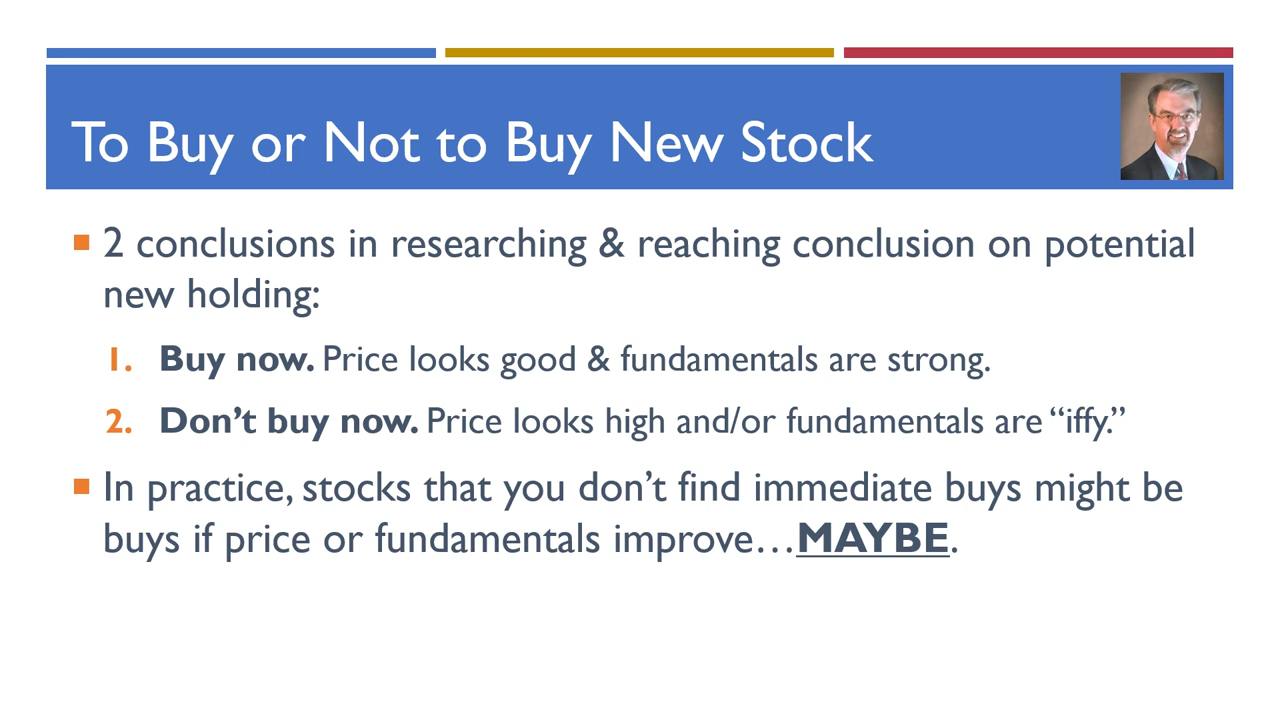 To Buy or Not to Buy New Stock
2 conclusions in researching & reaching conclusion on potential
new holding:
1. Buy now. Price looks good & fundamentals are strong.
2. Don’t buy now. Price looks high and/or fundamentals are “iffy.”
In practice, stocks that you don’t find immediate buys might be
buys if price or fundamentals improve…MAYBE.